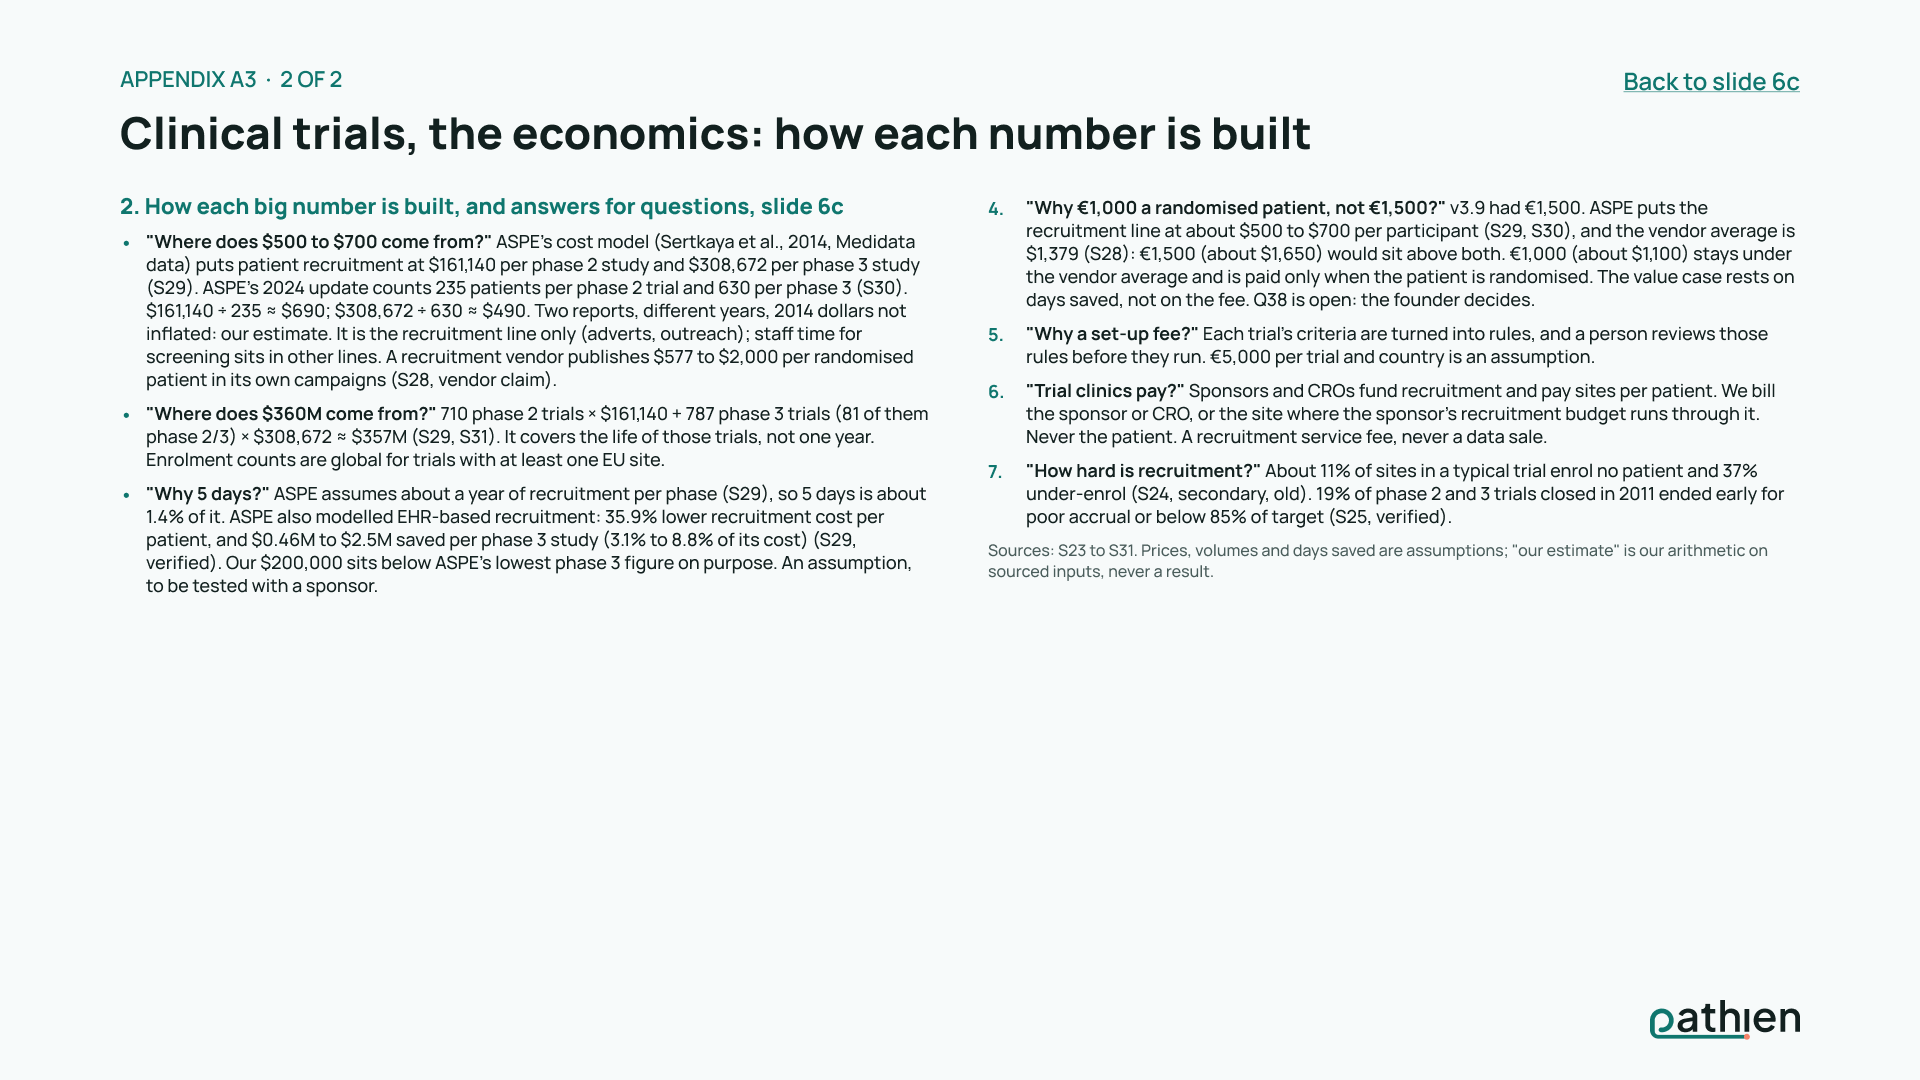 APPENDIX A3 · 2 OF 2
Back to slide 6c
Clinical trials, the economics: how each number is built
2. How each big number is built, and answers for questions, slide 6c
• "Where does $500 to $700 come from?" ASPE's cost model (Sertkaya et al., 2014, Medidata
data) puts patient recruitment at $161,140 per phase 2 study and $308,672 per phase 3 study
(S29). ASPE's 2024 update counts 235 patients per phase 2 trial and 630 per phase 3 (S30).
$161,140 ÷ 235 ≈ $690; $308,672 ÷ 630 ≈ $490. Two reports, different years, 2014 dollars not
inflated: our estimate. It is the recruitment line only (adverts, outreach); staff time for
screening sits in other lines. A recruitment vendor publishes $577 to $2,000 per randomised
patient in its own campaigns (S28, vendor claim).
• "Where does $360M come from?" 710 phase 2 trials × $161,140 + 787 phase 3 trials (81 of them
phase 2/3) × $308,672 ≈ $357M (S29, S31). It covers the life of those trials, not one year.
Enrolment counts are global for trials with at least one EU site.
• "Why 5 days?" ASPE assumes about a year of recruitment per phase (S29), so 5 days is about
1.4% of it. ASPE also modelled EHR-based recruitment: 35.9% lower recruitment cost per
patient, and $0.46M to $2.5M saved per phase 3 study (3.1% to 8.8% of its cost) (S29,
verified). Our $200,000 sits below ASPE's lowest phase 3 figure on purpose. An assumption,
to be tested with a sponsor.
4. "Why €1,000 a randomised patient, not €1,500?" v3.9 had €1,500. ASPE puts the
recruitment line at about $500 to $700 per participant (S29, S30), and the vendor average is
$1,379 (S28): €1,500 (about $1,650) would sit above both. €1,000 (about $1,100) stays under
the vendor average and is paid only when the patient is randomised. The value case rests on
days saved, not on the fee. Q38 is open: the founder decides.
5. "Why a set-up fee?" Each trial's criteria are turned into rules, and a person reviews those
rules before they run. €5,000 per trial and country is an assumption.
6. "Trial clinics pay?" Sponsors and CROs fund recruitment and pay sites per patient. We bill
the sponsor or CRO, or the site where the sponsor's recruitment budget runs through it.
Never the patient. A recruitment service fee, never a data sale.
7. "How hard is recruitment?" About 11% of sites in a typical trial enrol no patient and 37%
under-enrol (S24, secondary, old). 19% of phase 2 and 3 trials closed in 2011 ended early for
poor accrual or below 85% of target (S25, verified).
Sources: S23 to S31. Prices, volumes and days saved are assumptions; "our estimate" is our arithmetic on
sourced inputs, never a result.
pathien